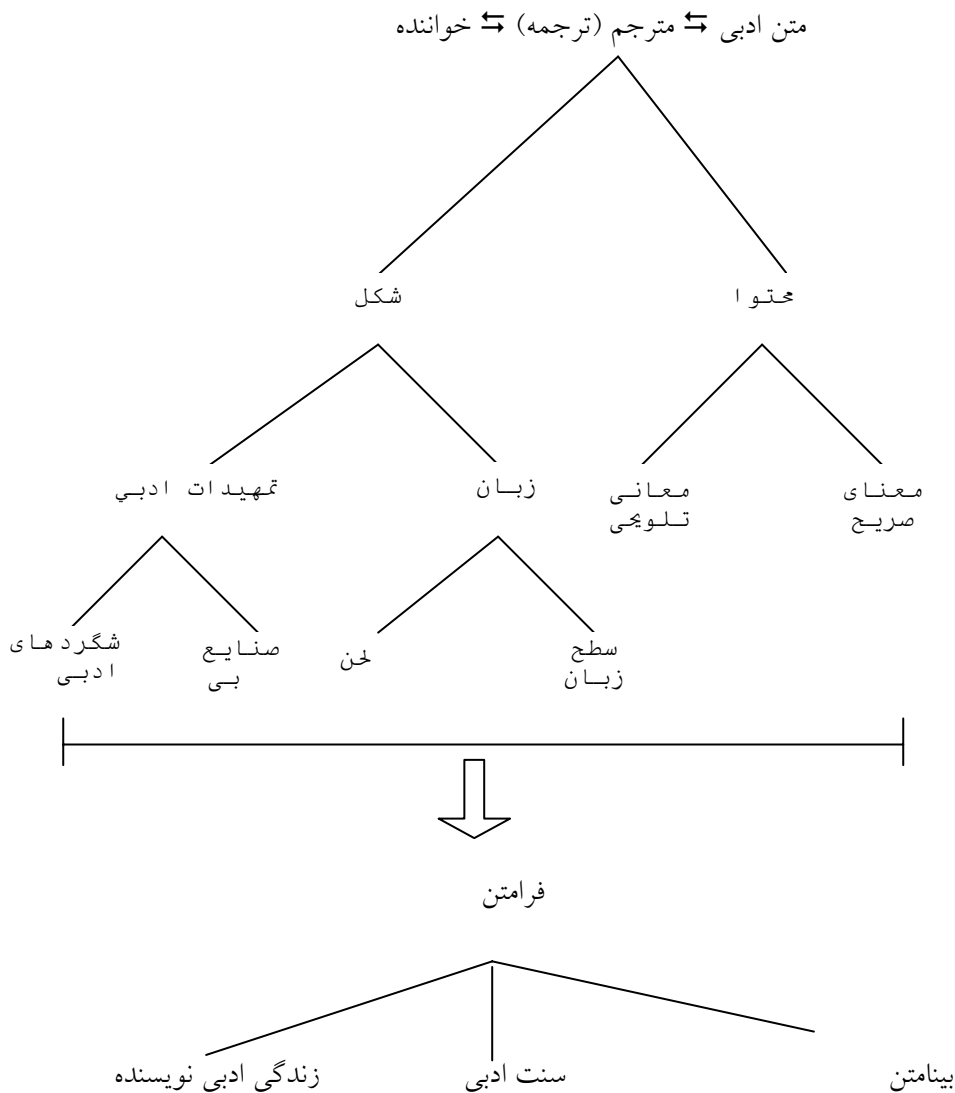 متن ادبی ⇆ مترجم (ترجمه) ⇆ خواننده
محتوا
شکل
معنای
صریح
معانی
تلویحی
زبان
تمهیدات ادبي
سطح
زبان
لحن
صنایع
بی
شگردهای
ادبی
فرامتن
بینامتن
سنت ادبی
زندگی ادبی نویسنده